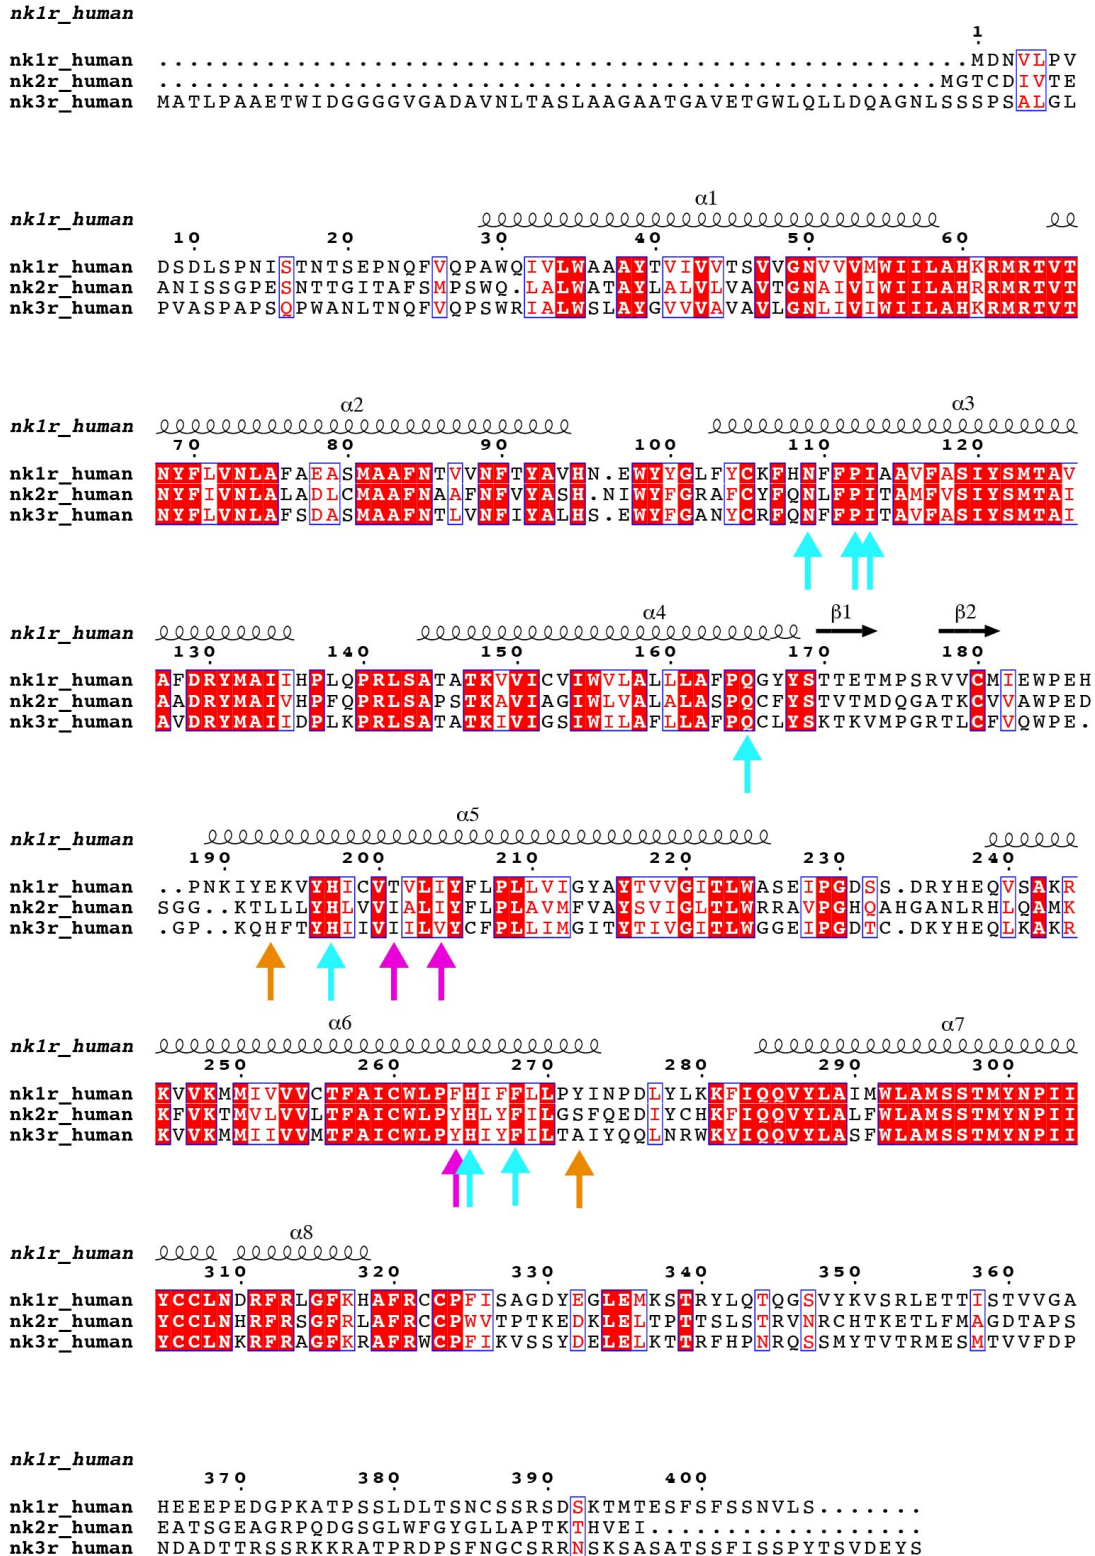 nk1r_human
1
nk1r_human .....................................................MDNVLPV
nk2r_human ...................................................MGTCDIVTE
nk3r_human MATLPAAETWIDGGGGVGADAVNLTASLAAGAATGAVETGWLQLLDQAGNLSSSPSALGL
α1
nk1r_human
10 20 30 40 50 60
nk1r_human DSDLSPNISTNTSEPNQFVQPAWQIVLWAAAYTVIVVTSVVGNVVVMWIILAHKRMRTVT
nk2r_human ANISSGPESNTTGITAFSMPSWQ.LALWATAYLALVLVAVTGNAIVIWIILAHRRMRTVT
nk3r_human PVASPAPSQPWANLTNQFVQPSWRIALWSLAYGVVVAVAVLGNLIVIWIILAHKRMRTVT
α2 α3
nk1r_human
70 80 90 100 110 120
nk1r_human NYFLVNLAFAEASMAAFNTVVNFTYAVHN.EWYYGLFYCKFHNFFPIAAVFASIYSMTAV
nk2r_human NYFIVNLALADLCMAAFNAAFNFVYASH.NIWYFGRAFCYFQNLFPITAMFVSIYSMTAI
nk3r_human NYFLVNLAFSDASMAAFNTLVNFIYALHS.EWYFGANYCRFQNFFPITAVFASIYSMTAI
α4 β1 β2
nk1r_human
130 140 150 160 170 180
nk1r_human AFDRYMAIIHPLQPRLSATATKVVICVIWVLALLLAFPQGYYSTTETMPSRVVCMIEWPEH
nk2r_human AADRYMAIVHPFQPRLSAPSTKAVIAGIWLVALALASPQCFYSTVTMDQGATKCVVAWPED
nk3r_human AVDRYMAIIDPLKPRLSATATKIVIGSIWILAFLLAFPQCLYSKTKVMPGRTLCFVQWPE.
α5
nk1r_human
190 200 210 220 230 240
nk1r_human ..PNKIYEKVYHICVTVLIYFLPLLVIGYAYTVVGITLWASEIPGDSS.DRYHEQVSAKR
nk2r_human SGG..KTLLLYHLVVIALIYFLPLAVMFVAYSVIGLTLWRRAVPGHQAHGANLRHLQAMK
nk3r_human .GP..KQHFTYHIIVIILVYCFPLLIMGITYTIVGITLWGGEIPGDTC.DKYHEQLKAKR
α6 α7
nk1r_human
250 260 270 280 290 300
nk1r_human KVVKMMIVVVCTFAICWLPFHIFFLLPYINPDLYLKKFIQQVYLAIMWLAMSSTMYNPII
nk2r_human KFVKTMVLVVLTFAICWLPYHLYFILGSFQEDIYCHKFIQQVYLALFWLAMSSTMYNPII
nk3r_human KVVKMMIIVVMTFAICWLPYHIYFILTAIYQQLNRWKYIQQVYLASFWLAMSSTMYNPII
α8
nk1r_human
310 320 330 340 350 360
nk1r_human YCCLNDRFRLGFKHAFRCCPFISAGDYEGLEMKSTRYLQTQGSVYKVSRLETTISTVVGA
nk2r_human YCCLNHRFRSGFRLAFRCCPWVTPTKEDKLELTPTTSLSTRVNRCHTKETLFMAGDTAPS
nk3r_human YCCLNKRFRAGFKRAFRWCPFIKVSSYDELELKTTRFHPNRQSSMYTVTRMESMTVVFDP
nk1r_human
370 380 390 400
nk1r_human HEEEPEDGPKATPSSLDLTSNCSSRSDSKTMTESFSFSSNVLS.......
nk2r_human EATSGEAGRPQDGSGLWFGYGLLAPTKTHVEI..................
nk3r_human NDADTTRSSRKKRATPRDPSFNGCSRRNSKSASATSSFISSPYTSVDEYS